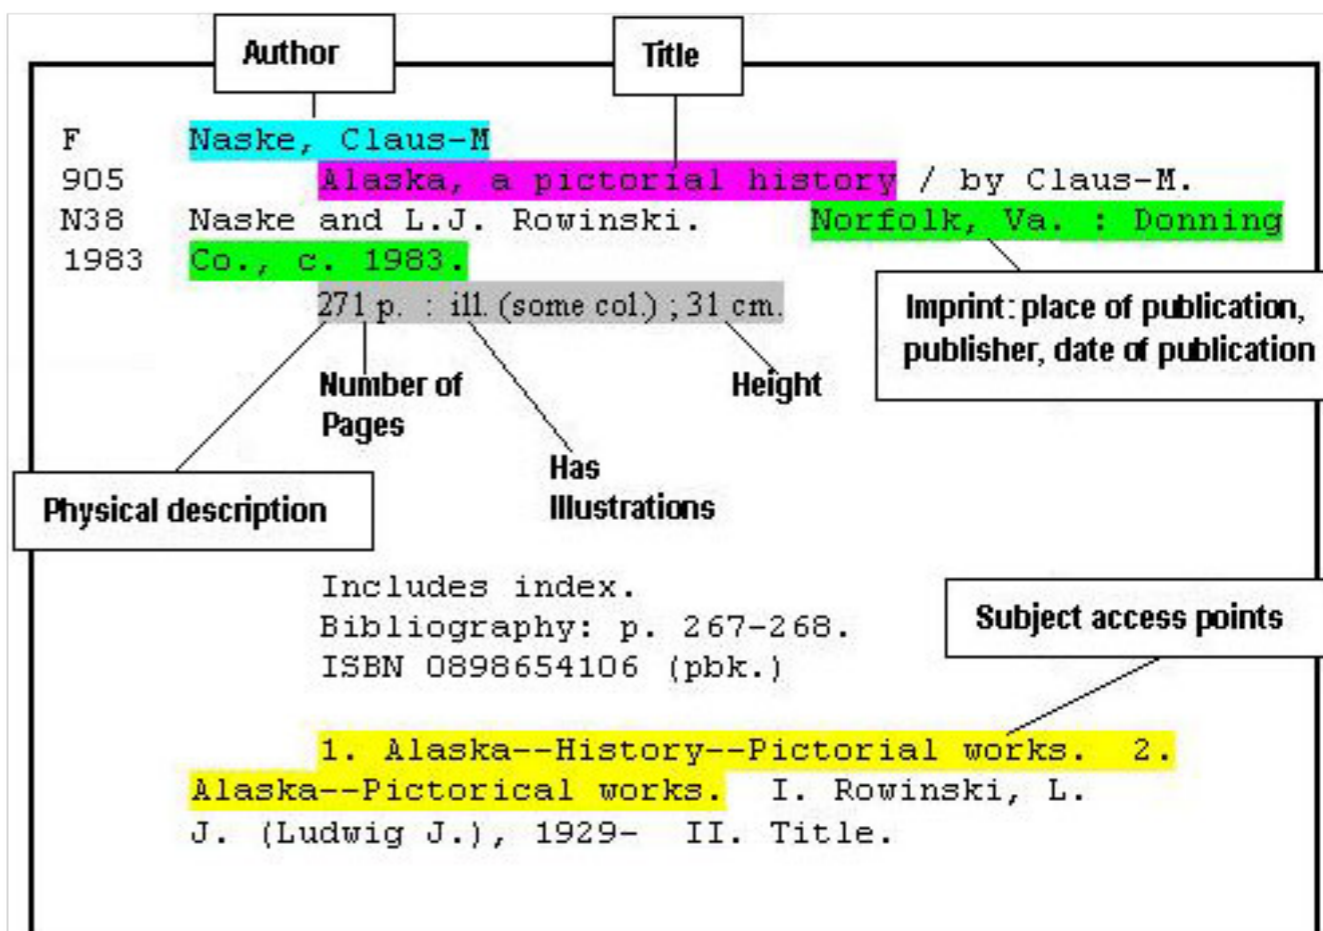 Author
Title
F Naske, Claus-M
905 Alaska, a pictorial history / by Claus-M.
N38 Naske and L.J. Rowinski. Norfolk, Va. : Donning
1983 Co., c. 1983.
271 p. : ill. (some col.) ; 31 cm.
Imprint: place of publication,
publisher, date of publication
Number of
Pages
Height
Has
Illustrations
Physical description
Includes index.
Bibliography: p. 267-268.
ISBN 0898654106 (pbk.)
Subject access points
1. Alaska--History--Pictorial works. 2.
Alaska--Pictorical works. I. Rowinski, L.
J. (Ludwig J.), 1929- II. Title.